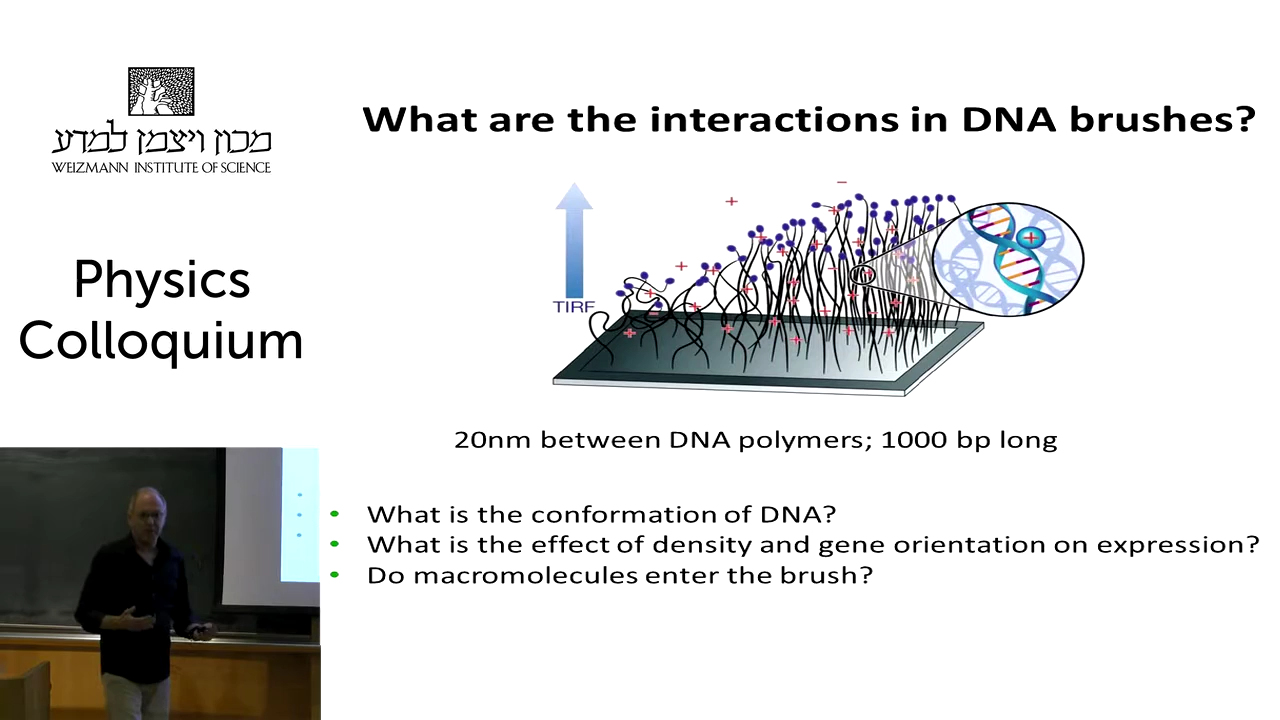 מכון ויצמן למדע
WEIZMANN INSTITUTE OF SCIENCE
Physics
Colloquium
What are the interactions in DNA brushes?
TIRF
20nm between DNA polymers; 1000 bp long
• What is the conformation of DNA?
• What is the effect of density and gene orientation on expression?
• Do macromolecules enter the brush?